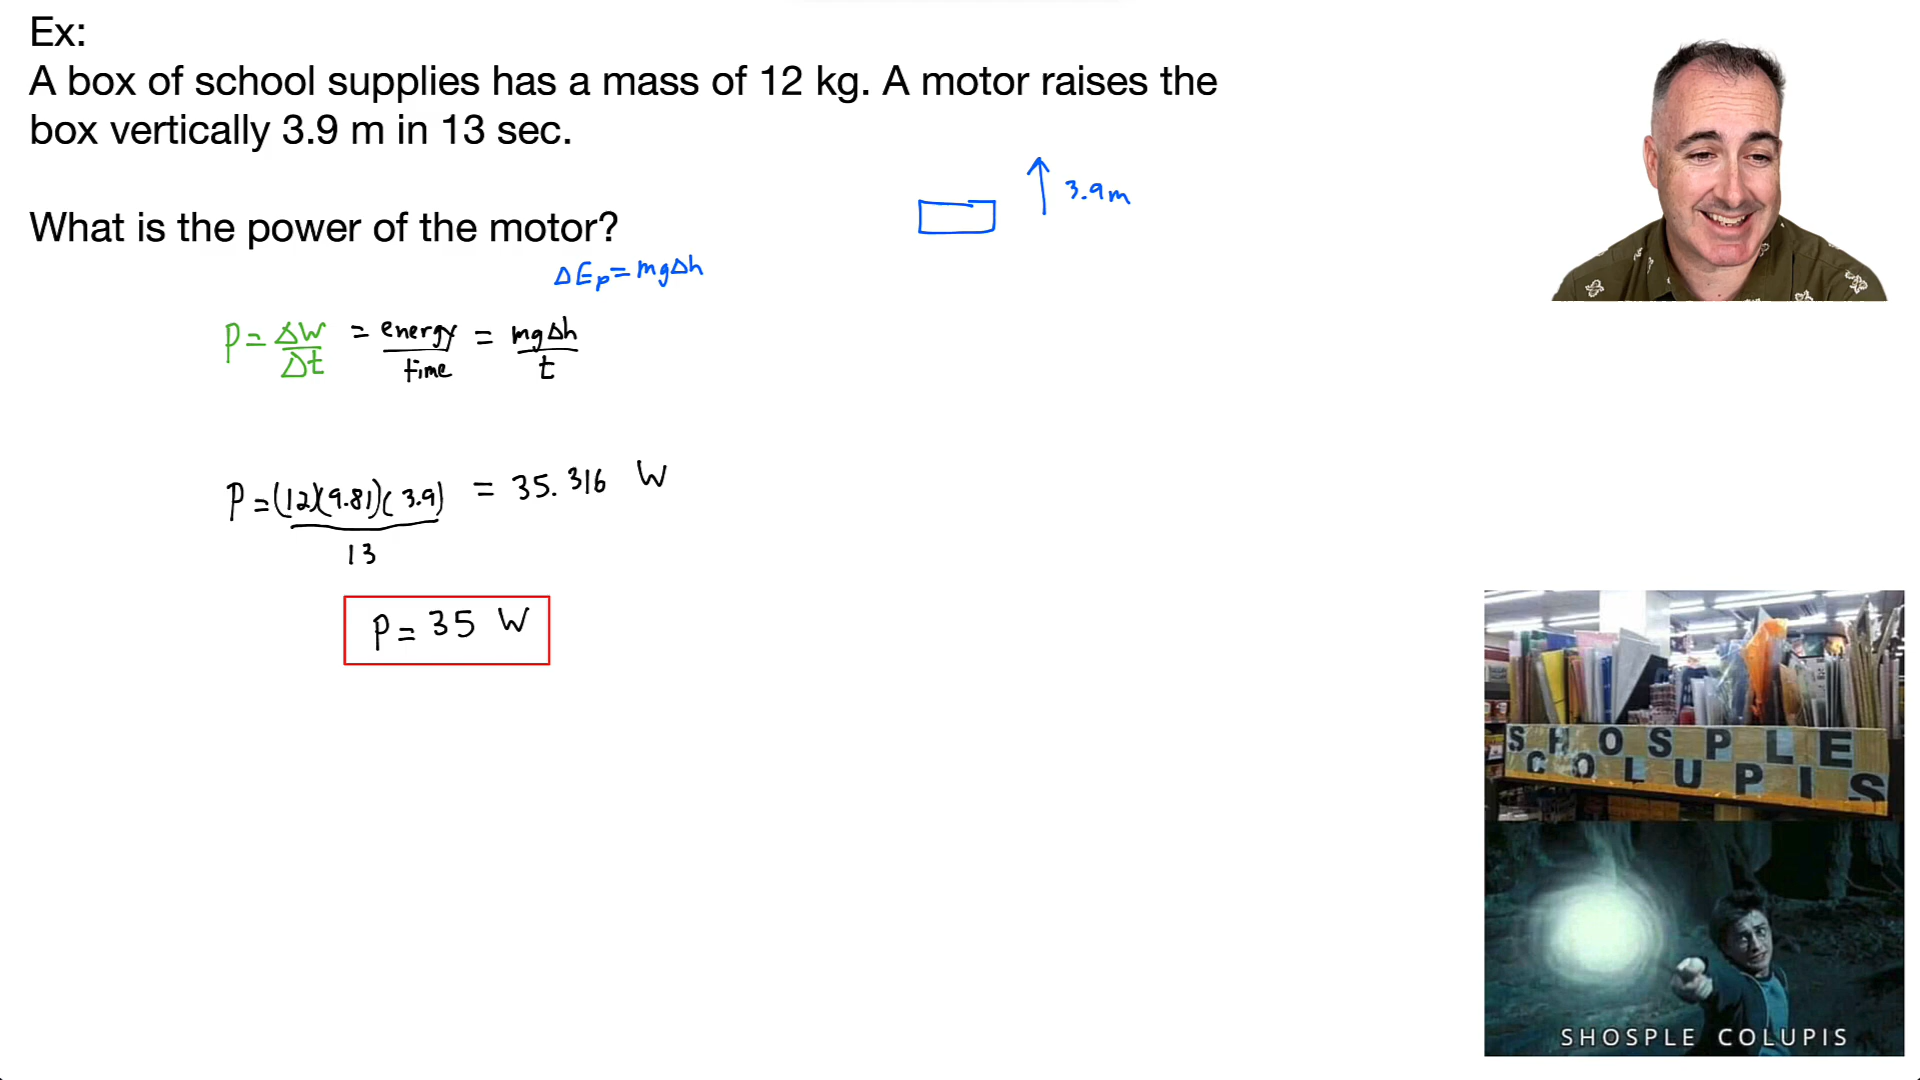 Ex:
A box of school supplies has a mass of 12 kg. A motor raises the
box vertically 3.9 m in 13 sec.
3.9m
What is the power of the motor?
ΔEp = mgΔh
P = ΔW/Δt = energy/time = mgΔh/t
P = (12)(9.81)(3.9)/13 = 35.316 W
P = 35 W
SHOSPLE
COLUPIS
SHOSPLE COLUPIS